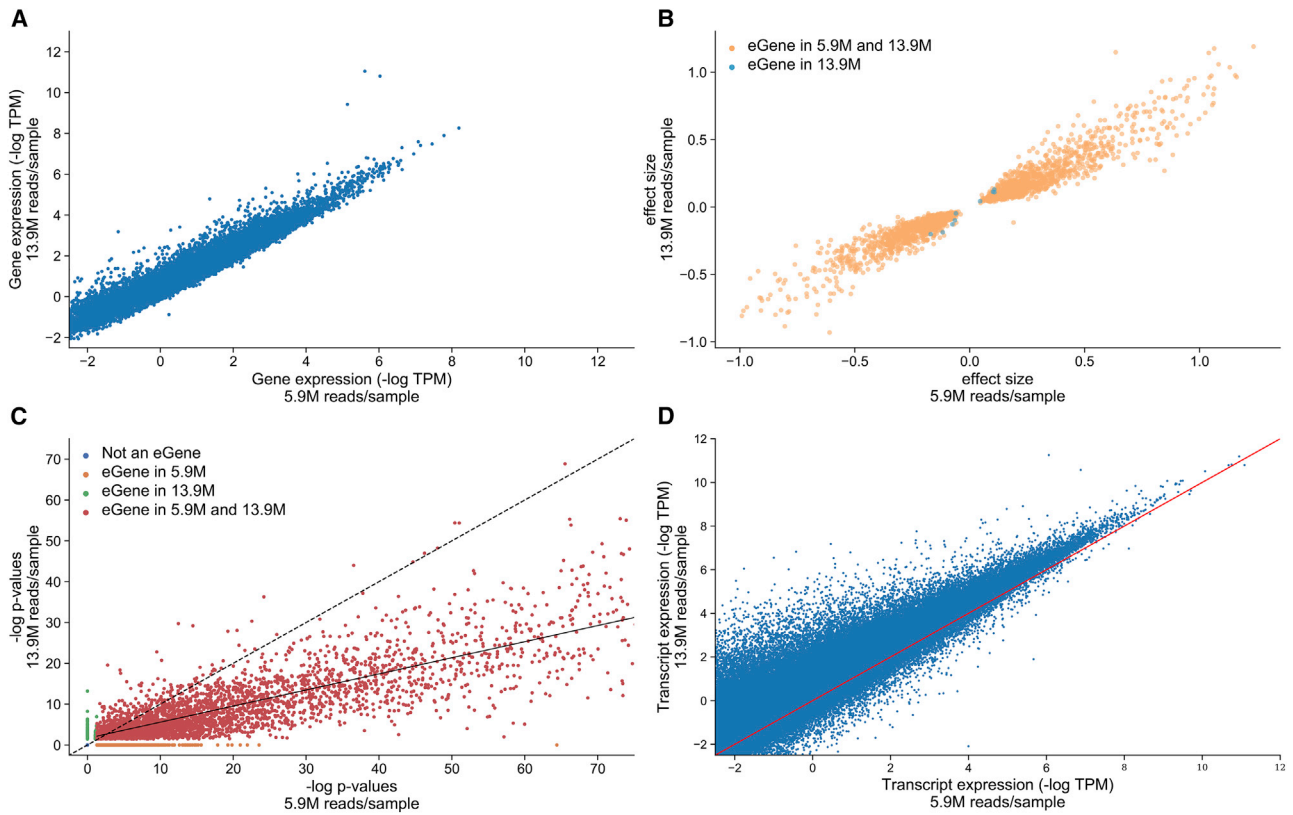 A
Gene expression (-log TPM)
13.9M reads/sample
12
10
8
6
4
2
0
−2
−2 0 2 4 6 8 10 12
Gene expression (-log TPM)
5.9M reads/sample
B
eGene in 5.9M and 13.9M
eGene in 13.9M
effect size
13.9M reads/sample
1.0
0.5
0.0
−0.5
−1.0
−1.0 −0.5 0.0 0.5 1.0
effect size
5.9M reads/sample
C
Not an eGene
eGene in 5.9M
eGene in 13.9M
eGene in 5.9M and 13.9M
-log p-values
13.9M reads/sample
70
60
50
40
30
20
10
0
0 10 20 30 40 50 60 70
-log p-values
5.9M reads/sample
D
Transcript expression (-log TPM)
13.9M reads/sample
12
10
8
6
4
2
0
−2
−2 0 2 4 6 8 10 12
Transcript expression (-log TPM)
5.9M reads/sample